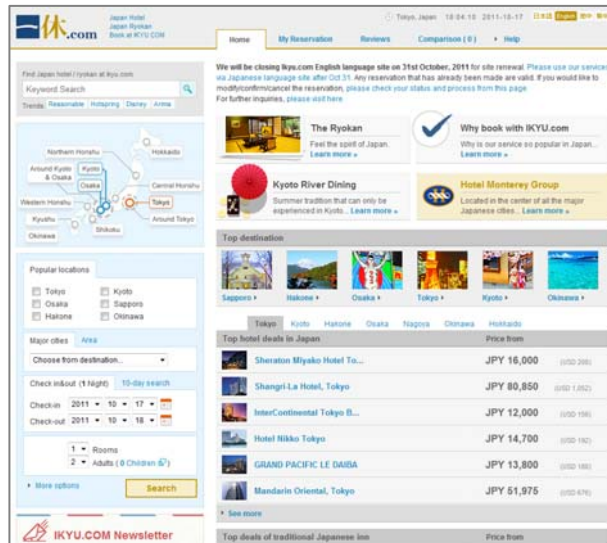 一休.com
Japan Hotel
Japan Ryokan
Book at IKYU.COM
Tokyo, Japan 18:04:10 2011-10-17
日本語 English
Home My Reservation Reviews Comparison ( 0 ) Help
Find Japan hotel / ryokan at ikyu.com
Keyword Search
Trends Reasonable Hotspring Disney Anime
Northern Honshu
Hokkaido
Around Kyoto & Osaka
Kyoto
Osaka
Central Honshu
Western Honshu
Tokyo
Kyushu
Shikoku
Around Tokyo
Okinawa
Popular locations
Tokyo Kyoto
Osaka Sapporo
Hakone Okinawa
Major cities Area
Choose from destination...
Check in&out (1 Night) 10-day search
Check-in 2011 10 17
Check-out 2011 10 18
1 Rooms
2 Adults ( 0 Children )
More options Search
IKYU.COM Newsletter
We will be closing Ikyu.com English language site on 31st October, 2011 for site renewal. Please use our services
via Japanese language site after Oct 31. Any reservation that has already been made are valid. If you would like to
modify/confirm/cancel the reservation, please check your status and process from this page.
For further inquiries, please visit here.
The Ryokan
Feel the spirit of Japan.
Learn more »
Why book with IKYU.com
Why is our service so popular in Japan...
Learn more »
Kyoto River Dining
Summer tradition that can only be
experienced in Kyoto... Learn more »
Hotel Monterey Group
Located in the center of all the major
Japanese cities... Learn more »
Top destination
Sapporo Hakone Osaka Tokyo Kyoto Okinawa
Tokyo Kyoto Hakone Osaka Nagoya Okinawa Hokkaido
Top hotel deals in Japan Price from
Sheraton Miyako Hotel To... JPY 16,000
Shangri-La Hotel, Tokyo JPY 80,850
InterContinental Tokyo B... JPY 12,000
Hotel Nikko Tokyo JPY 14,700
GRAND PACIFIC LE DAIBA JPY 13,800
Mandarin Oriental, Tokyo JPY 51,975
See more
Top deals of traditional Japanese inn Price from